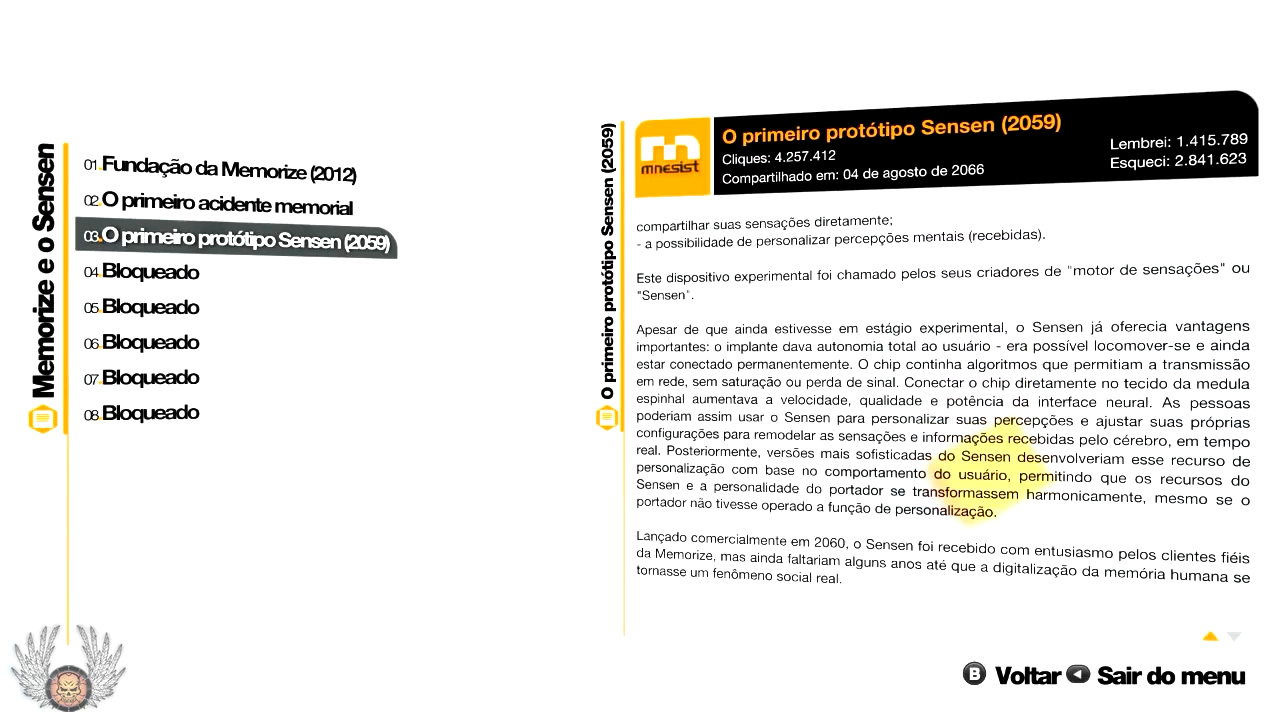 Memorize e o Sensen
01.Fundação da Memorize (2012)
02.O primeiro acidente memorial
03.O primeiro protótipo Sensen (2059)
04.Bloqueado
05.Bloqueado
06.Bloqueado
07.Bloqueado
08.Bloqueado
O primeiro protótipo Sensen (2059)
mnesist
O primeiro protótipo Sensen (2059)
Cliques: 4.257.412
Compartilhado em: 04 de agosto de 2066
Lembrei: 1.415.789
Esqueci: 2.841.623
compartilhar suas sensações diretamente;
- a possibilidade de personalizar percepções mentais (recebidas).
Este dispositivo experimental foi chamado pelos seus criadores de "motor de sensações" ou
"Sensen".
Apesar de que ainda estivesse em estágio experimental, o Sensen já oferecia vantagens
importantes: o implante dava autonomia total ao usuário - era possível locomover-se e ainda
estar conectado permanentemente. O chip continha algoritmos que permitiam a transmissão
em rede, sem saturação ou perda de sinal. Conectar o chip diretamente no tecido da medula
espinhal aumentava a velocidade, qualidade e potência da interface neural. As pessoas
poderiam assim usar o Sensen para personalizar suas percepções e ajustar suas próprias
configurações para remodelar as sensações e informações recebidas pelo cérebro, em tempo
real. Posteriormente, versões mais sofisticadas do Sensen desenvolveriam esse recurso de
personalização com base no comportamento do usuário, permitindo que os recursos do
Sensen e a personalidade do portador se transformassem harmonicamente, mesmo se o
portador não tivesse operado a função de personalização.
Lançado comercialmente em 2060, o Sensen foi recebido com entusiasmo pelos clientes fiéis
da Memorize, mas ainda faltariam alguns anos até que a digitalização da memória humana se
tornasse um fenômeno social real.
B Voltar Sair do menu